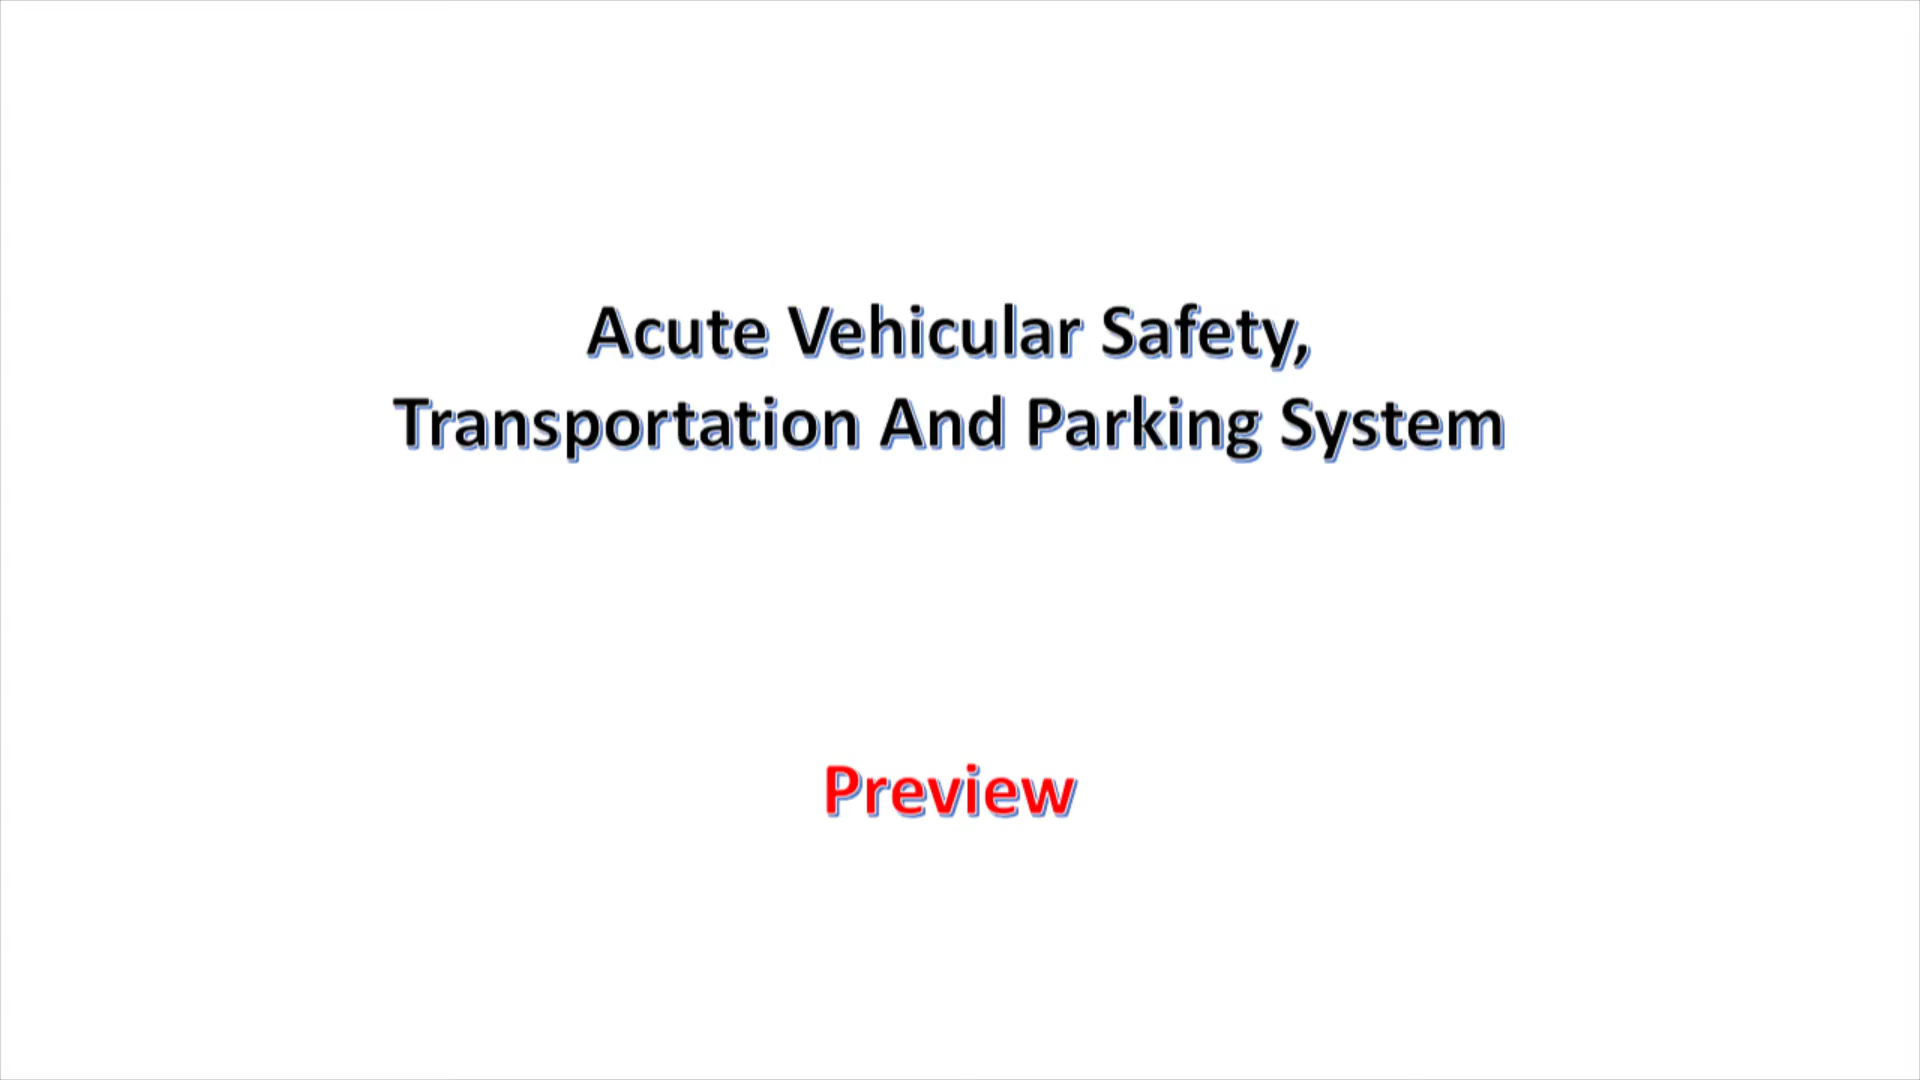 Acute Vehicular Safety,
Transportation And Parking System
Preview